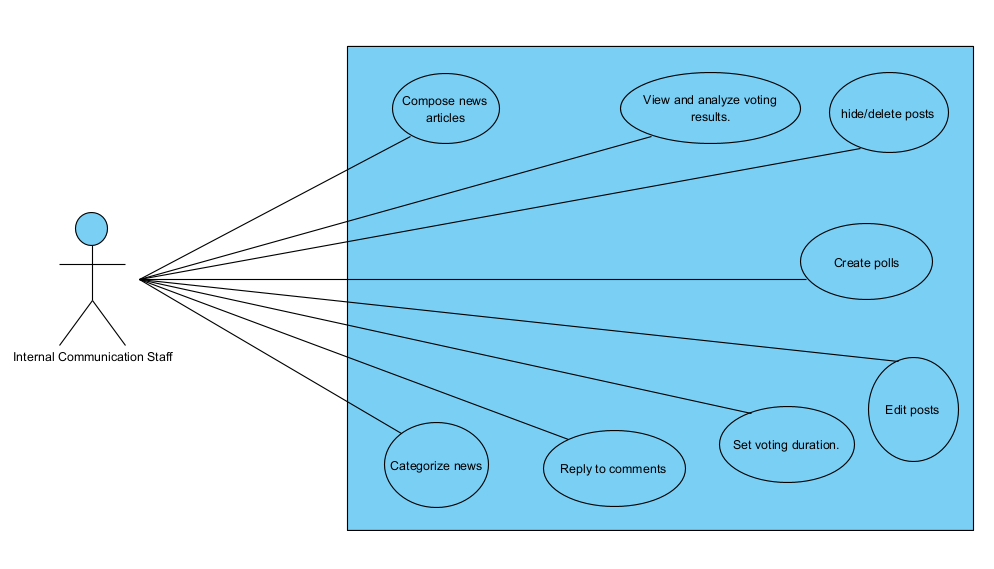 Compose news
articles
View and analyze voting
results.
hide/delete posts
Create polls
Internal Communication Staff
Edit posts
Set voting duration.
Categorize news
Reply to comments